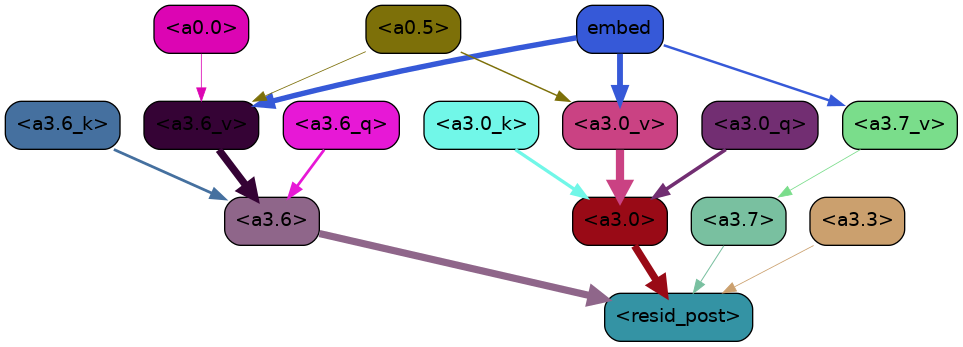 <a0.0>
<a0.5>
embed
<a3.6_k>
<a3.6_v>
<a3.6_q>
<a3.0_k>
<a3.0_v>
<a3.0_q>
<a3.7_v>
<a3.6>
<a3.0>
<a3.7>
<a3.3>
<resid_post>